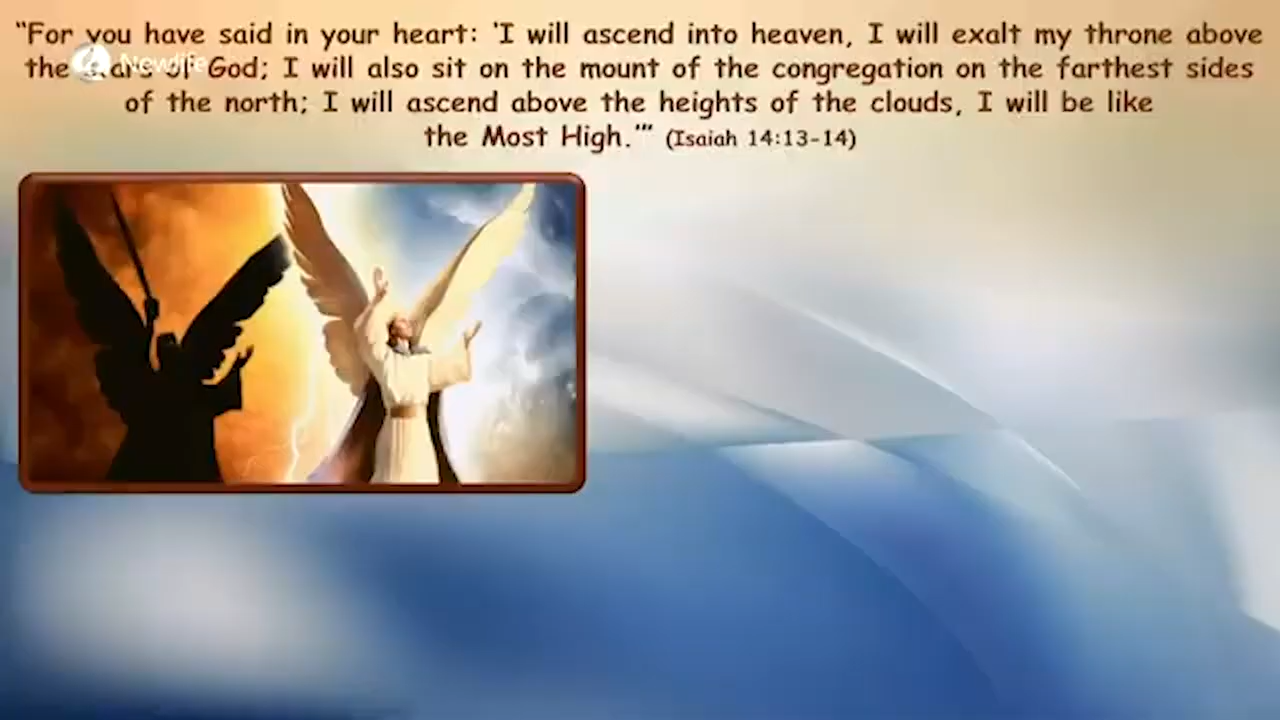 “For you have said in your heart: ‘I will ascend into heaven, I will exalt my throne above
the stars of God; I will also sit on the mount of the congregation on the farthest sides
of the north; I will ascend above the heights of the clouds, I will be like
the Most High.’” (Isaiah 14:13-14)
Newlife